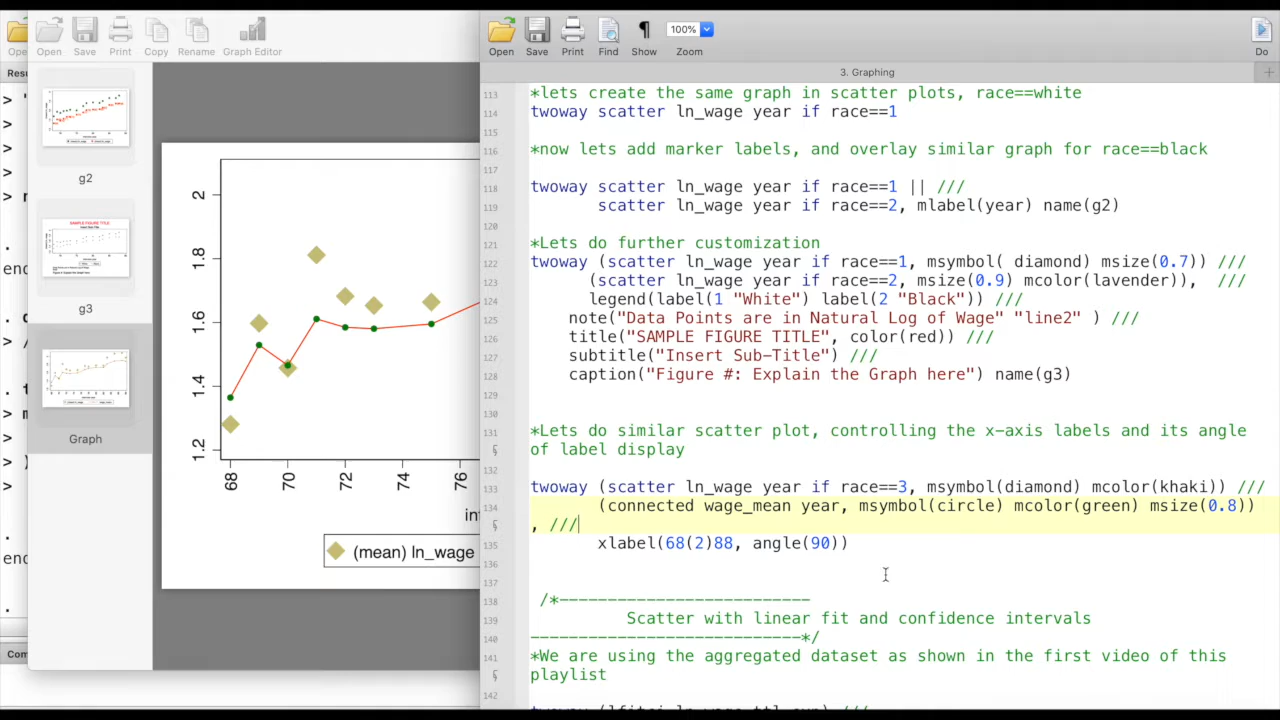 Open
Save
Print
Copy
Rename
Graph Editor
g2
g3
Graph
2
1.8
1.6
1.4
1.2
68
70
72
74
76
(mean) ln_wage
Open
Save
Print
Find
Show
100%
Zoom
Do
3. Graphing
113 *lets create the same graph in scatter plots, race==white
114 twoway scatter ln_wage year if race==1
115
116 *now lets add marker labels, and overlay similar graph for race==black
117
118 twoway scatter ln_wage year if race==1 || ///
119 scatter ln_wage year if race==2, mlabel(year) name(g2)
120
121 *Lets do further customization
122 twoway (scatter ln_wage year if race==1, msymbol( diamond) msize(0.7)) ///
123 (scatter ln_wage year if race==2, msize(0.9) mcolor(lavender)), ///
124 legend(label(1 "White") label(2 "Black")) ///
125 note("Data Points are in Natural Log of Wage" "line2" ) ///
126 title("SAMPLE FIGURE TITLE", color(red)) ///
127 subtitle("Insert Sub-Title") ///
128 caption("Figure #: Explain the Graph here") name(g3)
129
130
131 *Lets do similar scatter plot, controlling the x-axis labels and its angle
of label display
132
133 twoway (scatter ln_wage year if race==3, msymbol(diamond) mcolor(khaki)) ///
134 (connected wage_mean year, msymbol(circle) mcolor(green) msize(0.8))
, ///
135 xlabel(68(2)88, angle(90))
136
137
138 /*--------------------------
139 Scatter with linear fit and confidence intervals
140 ----------------------------*/
141 *We are using the aggregated dataset as shown in the first video of this
playlist
142